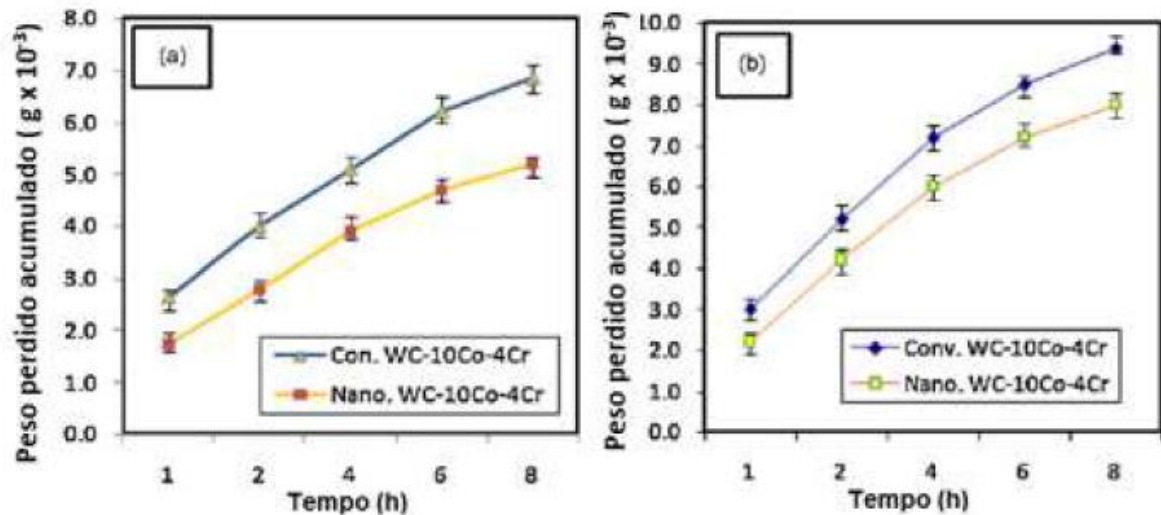 Peso perdido acumulado ( g x 10⁻³)
(a)
8.0
7.0
6.0
5.0
4.0
3.0
2.0
1.0
0.0
Con. WC-10Co-4Cr
Nano. WC-10Co-4Cr
1 2 4 6 8
Tempo (h)
Peso perdido acumulado ( g x 10⁻³)
(b)
10.0
9.0
8.0
7.0
6.0
5.0
4.0
3.0
2.0
1.0
0.0
Conv. WC-10Co-4Cr
Nano. WC-10Co-4Cr
1 2 4 6 8
Tempo (h)